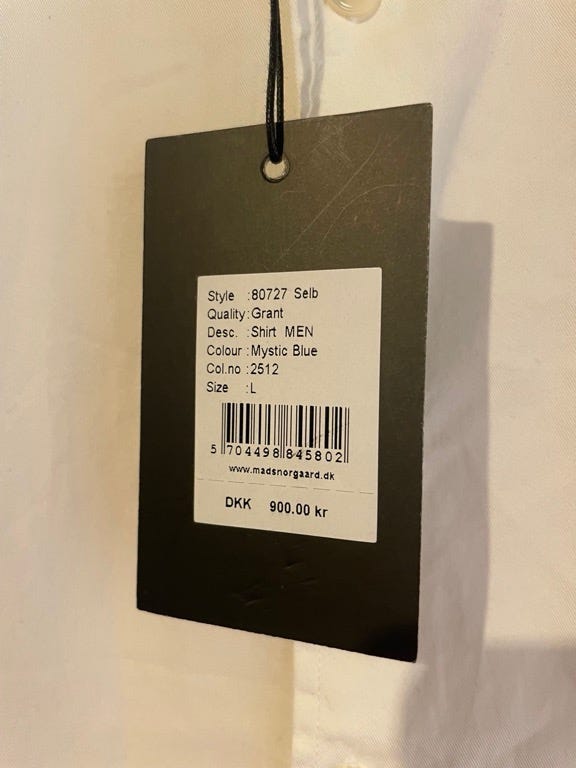 Style :80727 Selb
Quality:Grant
Desc. :Shirt MEN
Colour :Mystic Blue
Col.no :2512
Size :L
5 704498 845802
www.madsnorgaard.dk
DKK 900.00 kr